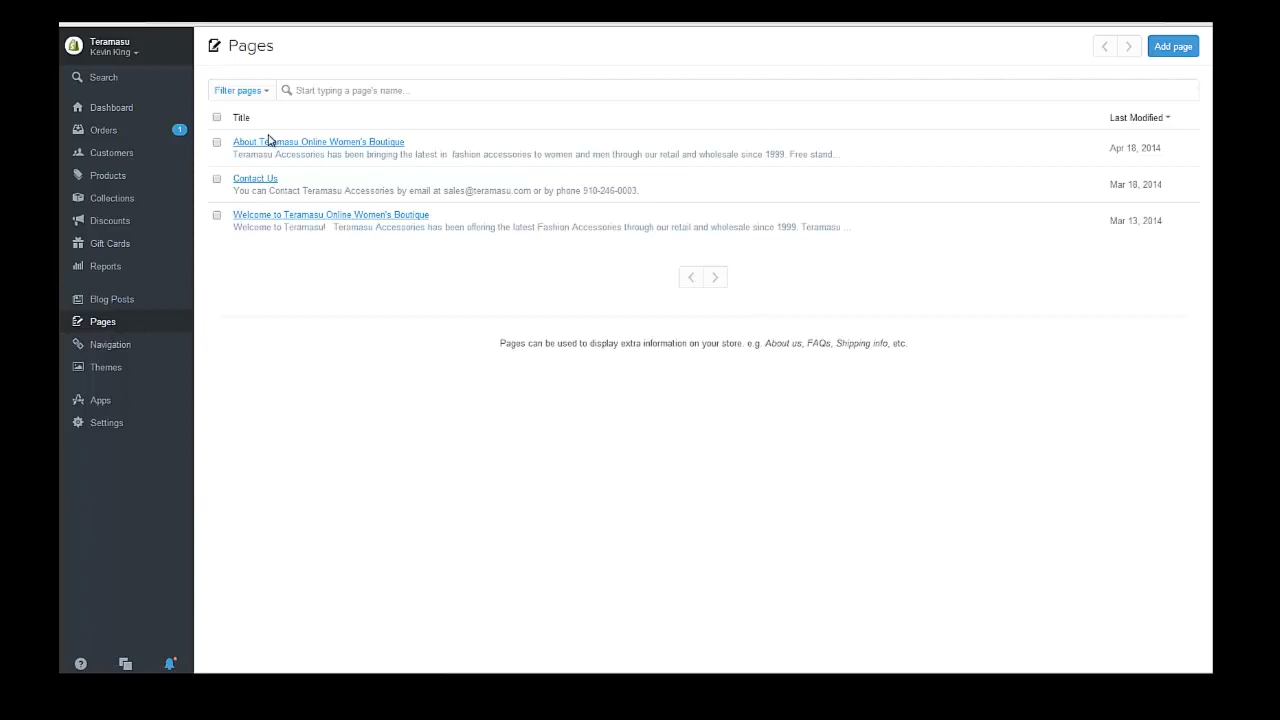 Teramasu
Kevin King
Search
Dashboard
Orders
1
Customers
Products
Collections
Discounts
Gift Cards
Reports
Blog Posts
Pages
Navigation
Themes
Apps
Settings
Pages
Add page
Filter pages
Start typing a page's name...
Title
Last Modified
About Teramasu Online Women's Boutique
Teramasu Accessories has been bringing the latest in fashion accessories to women and men through our retail and wholesale since 1999. Free stand...
Apr 18, 2014
Contact Us
You can Contact Teramasu Accessories by email at sales@teramasu.com or by phone 910-246-0003.
Mar 18, 2014
Welcome to Teramasu Online Women's Boutique
Welcome to Teramasu! Teramasu Accessories has been offering the latest Fashion Accessories through our retail and wholesale since 1999. Teramasu ...
Mar 13, 2014
Pages can be used to display extra information on your store. e.g. About us, FAQs, Shipping info, etc.